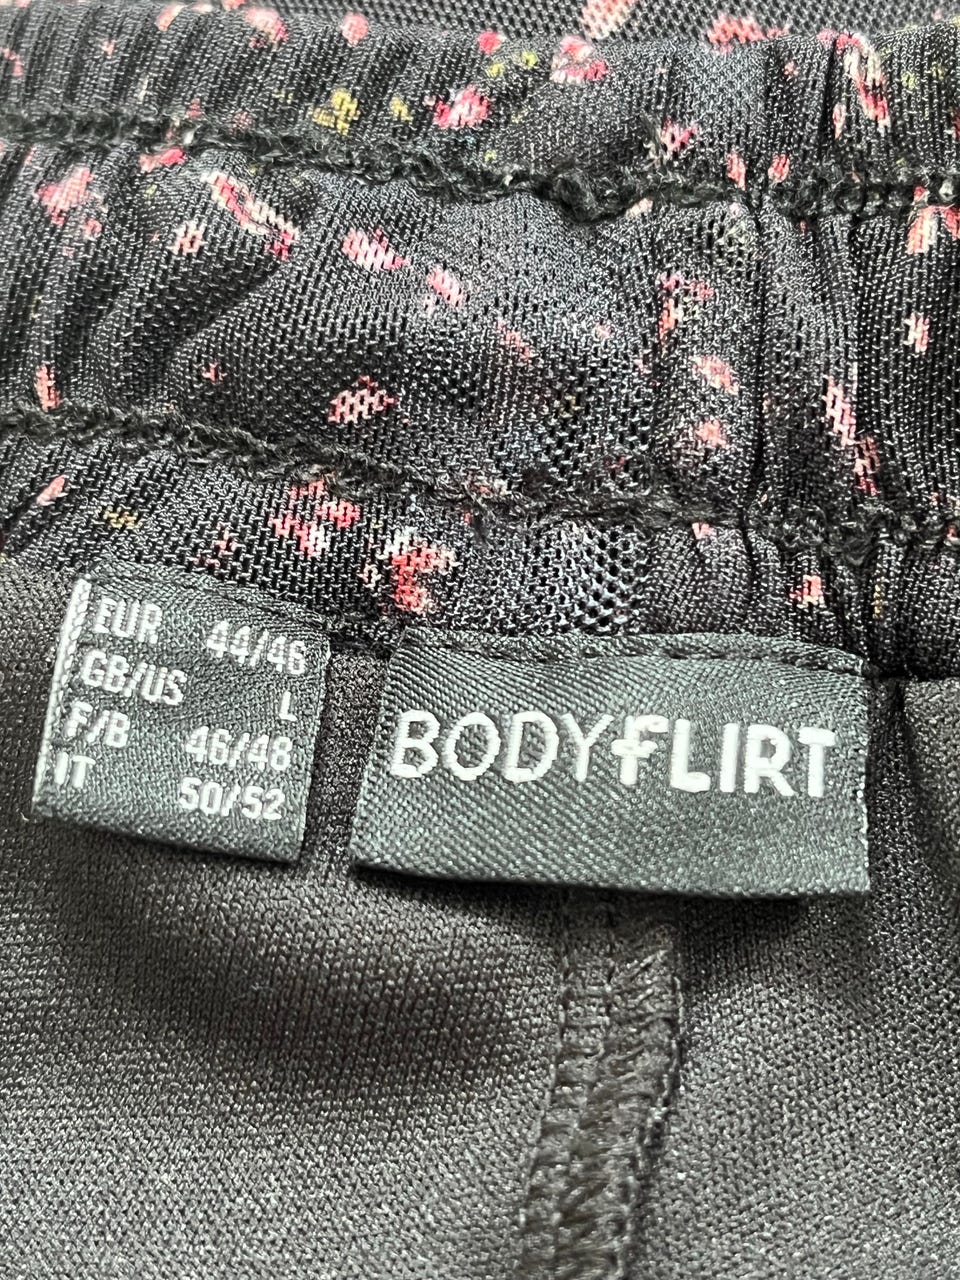 EUR 44/46
GB/US L
F/B 46/48
IT 50/52
BODYFLIRT